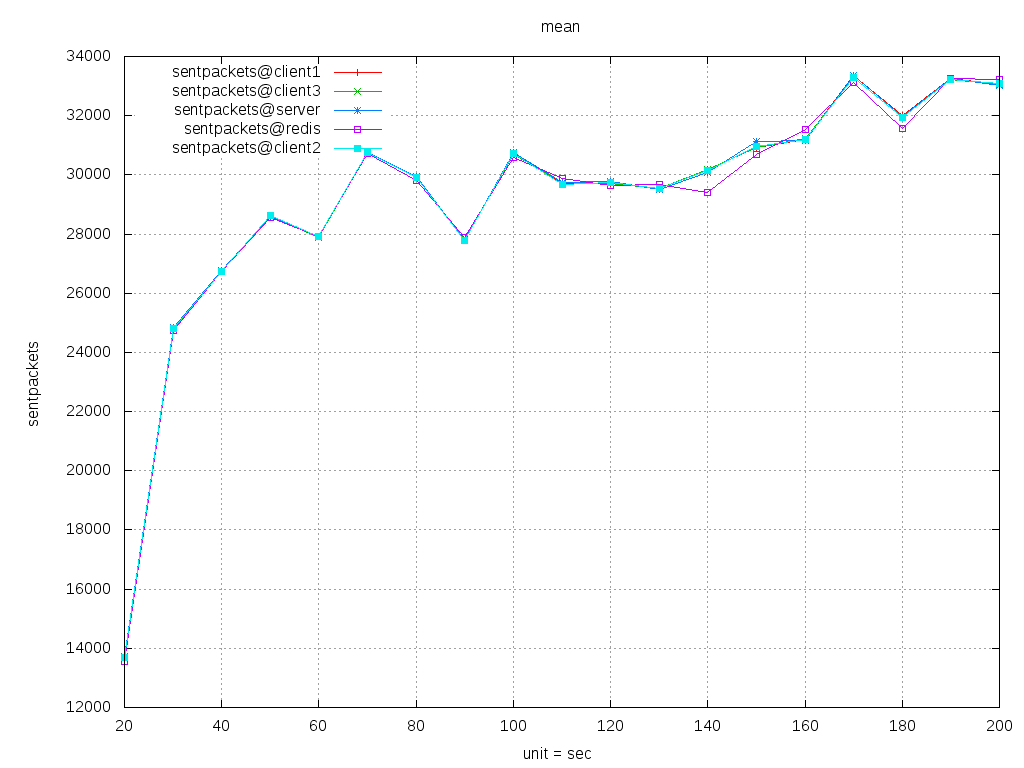 mean
34000
32000
30000
28000
26000
24000
22000
20000
18000
16000
14000
12000
sentpackets
sentpackets@client1
sentpackets@client3
sentpackets@server
sentpackets@redis
sentpackets@client2
20 40 60 80 100 120 140 160 180 200
unit = sec